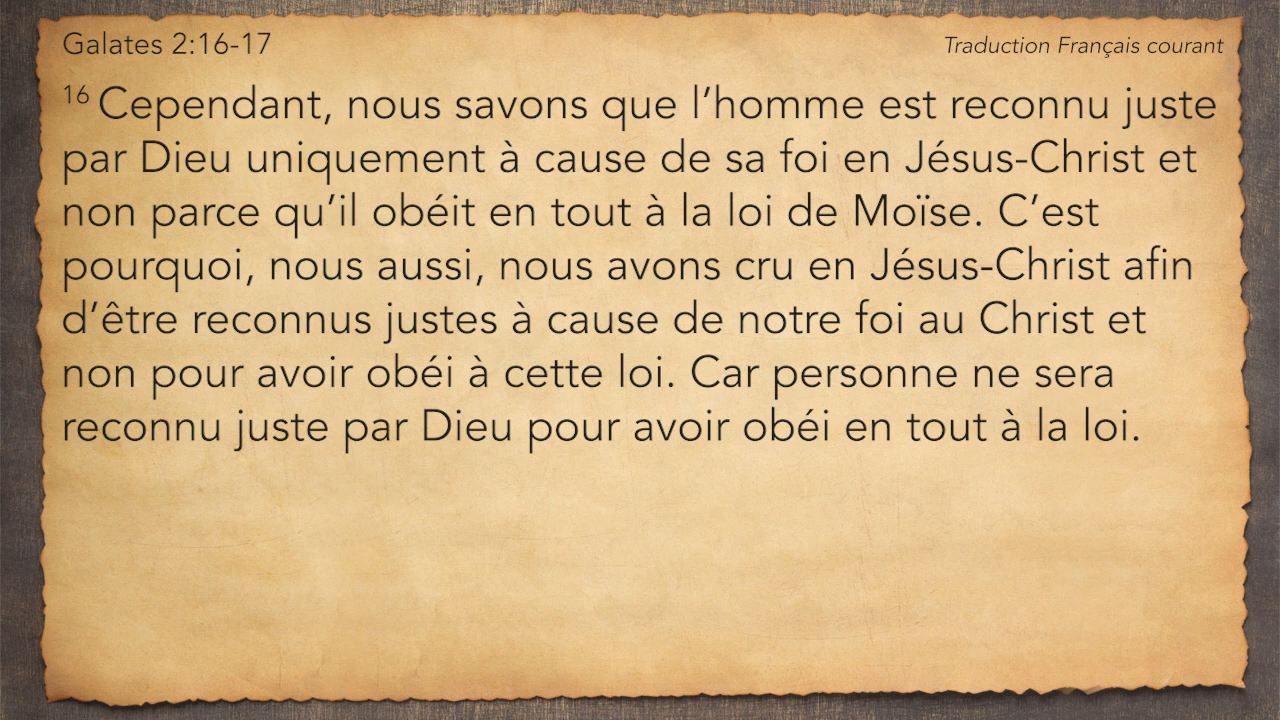 Galates 2:16-17
Traduction Français courant
16 Cependant, nous savons que l’homme est reconnu juste
par Dieu uniquement à cause de sa foi en Jésus-Christ et
non parce qu’il obéit en tout à la loi de Moïse. C’est
pourquoi, nous aussi, nous avons cru en Jésus-Christ afin
d’être reconnus justes à cause de notre foi au Christ et
non pour avoir obéi à cette loi. Car personne ne sera
reconnu juste par Dieu pour avoir obéi en tout à la loi.